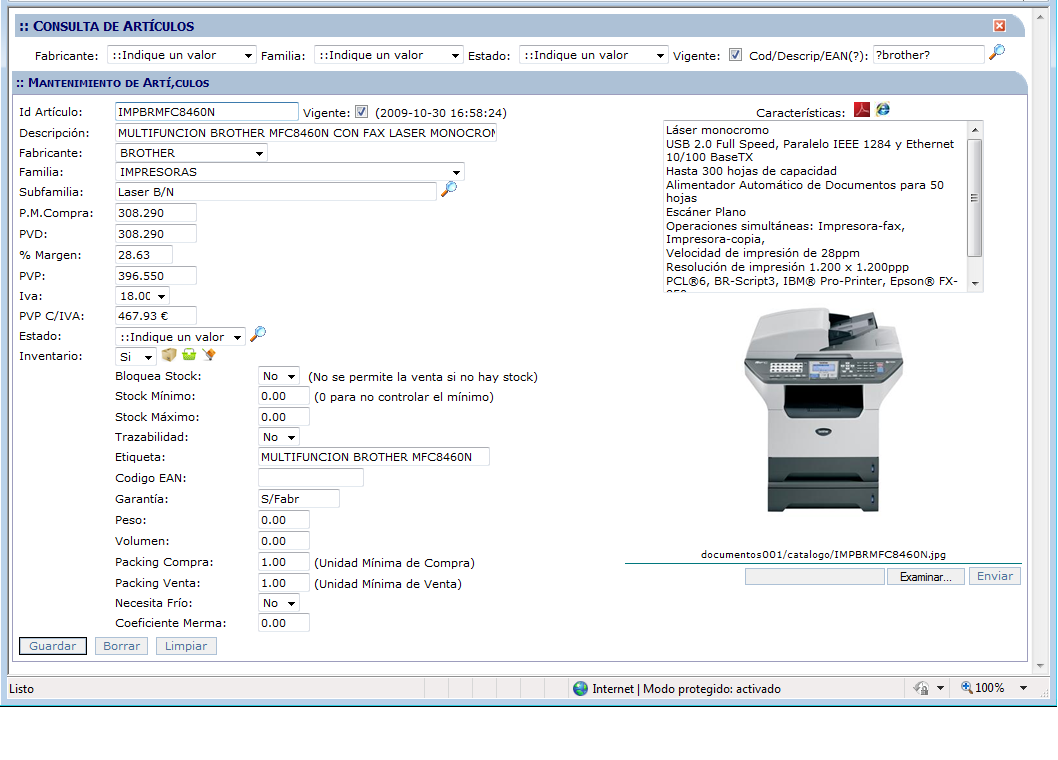 :: CONSULTA DE ARTÍCULOS
Fabricante: ::Indique un valor Familia: ::Indique un valor Estado: ::Indique un valor Vigente: Cod/Descrip/EAN(?): ?brother?
:: MANTENIMIENTO DE ARTÍ,CULOS
Id Artículo: IMPBRMFC8460N Vigente: (2009-10-30 16:58:24)
Descripción: MULTIFUNCION BROTHER MFC8460N CON FAX LASER MONOCROM
Fabricante: BROTHER
Familia: IMPRESORAS
Subfamilia: Laser B/N
P.M.Compra: 308.290
PVD: 308.290
% Margen: 28.63
PVP: 396.550
Iva: 18.00
PVP C/IVA: 467.93 €
Estado: ::Indique un valor
Inventario: Si
Bloquea Stock: No (No se permite la venta si no hay stock)
Stock Mínimo: 0.00 (0 para no controlar el mínimo)
Stock Máximo: 0.00
Trazabilidad: No
Etiqueta: MULTIFUNCION BROTHER MFC8460N
Codigo EAN:
Garantía: S/Fabr
Peso: 0.00
Volumen: 0.00
Packing Compra: 1.00 (Unidad Mínima de Compra)
Packing Venta: 1.00 (Unidad Mínima de Venta)
Necesita Frío: No
Coeficiente Merma: 0.00
Guardar Borrar Limpiar
Características:
Láser monocromo
USB 2.0 Full Speed, Paralelo IEEE 1284 y Ethernet
10/100 BaseTX
Hasta 300 hojas de capacidad
Alimentador Automático de Documentos para 50
hojas
Escáner Plano
Operaciones simultáneas: Impresora-fax,
Impresora-copia,
Velocidad de impresión de 28ppm
Resolución de impresión 1.200 x 1.200ppp
PCL®6, BR-Script3, IBM® Pro-Printer, Epson® FX-
documentos001/catalogo/IMPBRMFC8460N.jpg
Examinar... Enviar
Listo Internet | Modo protegido: activado 100%